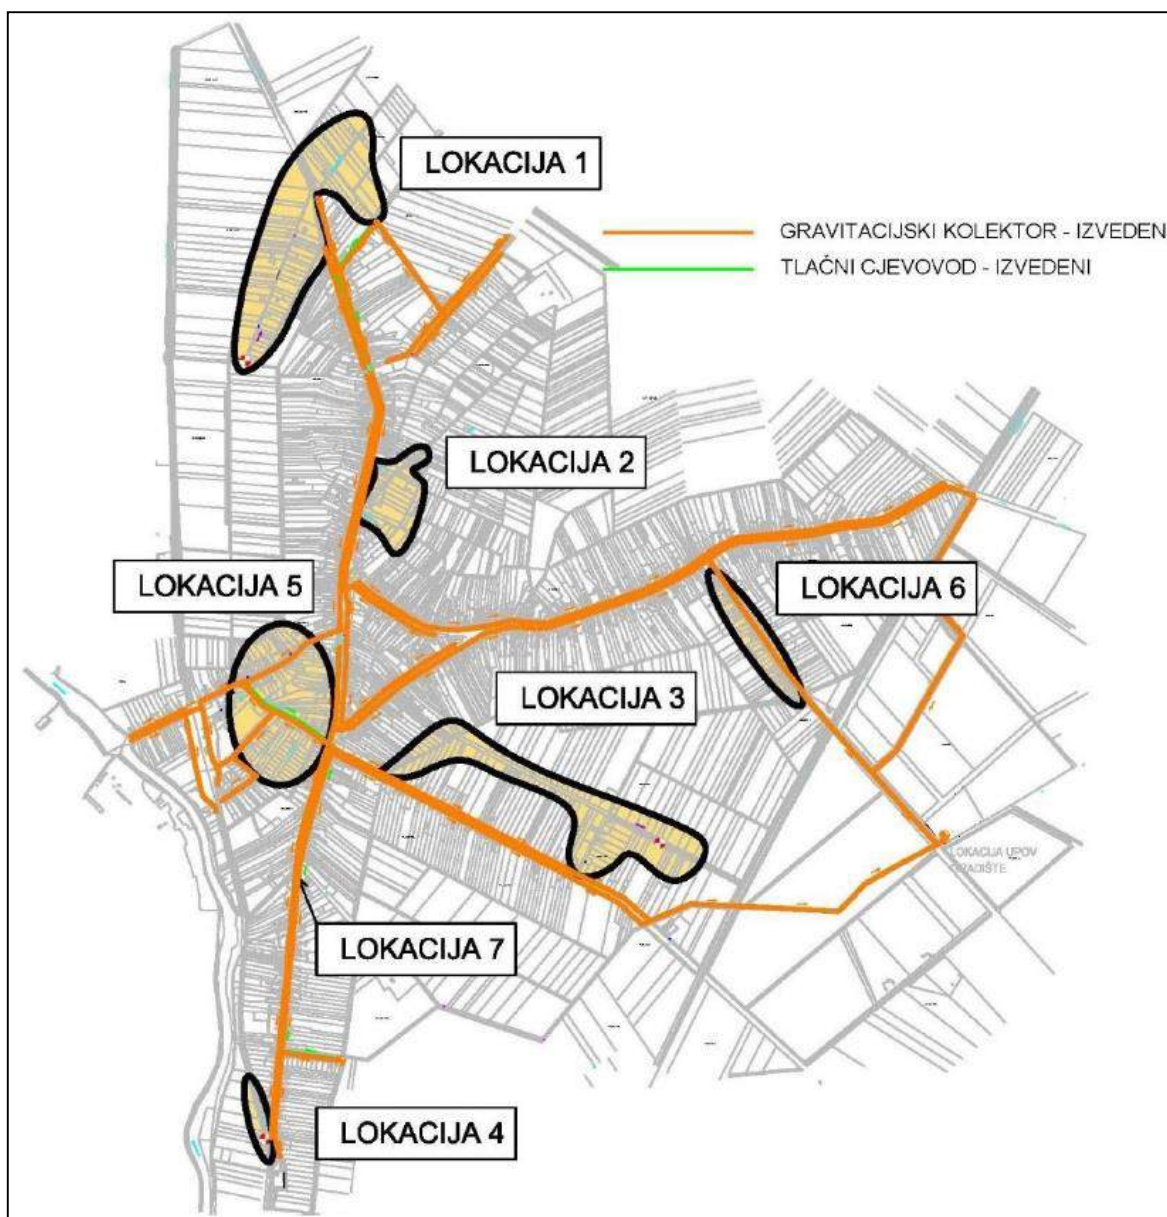 LOKACIJA 1
GRAVITACIJSKI KOLEKTOR - IZVEDEN
TLAČNI CJEVOVOD - IZVEDENI
LOKACIJA 2
LOKACIJA 5
LOKACIJA 6
LOKACIJA 3
LOKACIJA UPOV
GRADIŠTE
LOKACIJA 7
LOKACIJA 4